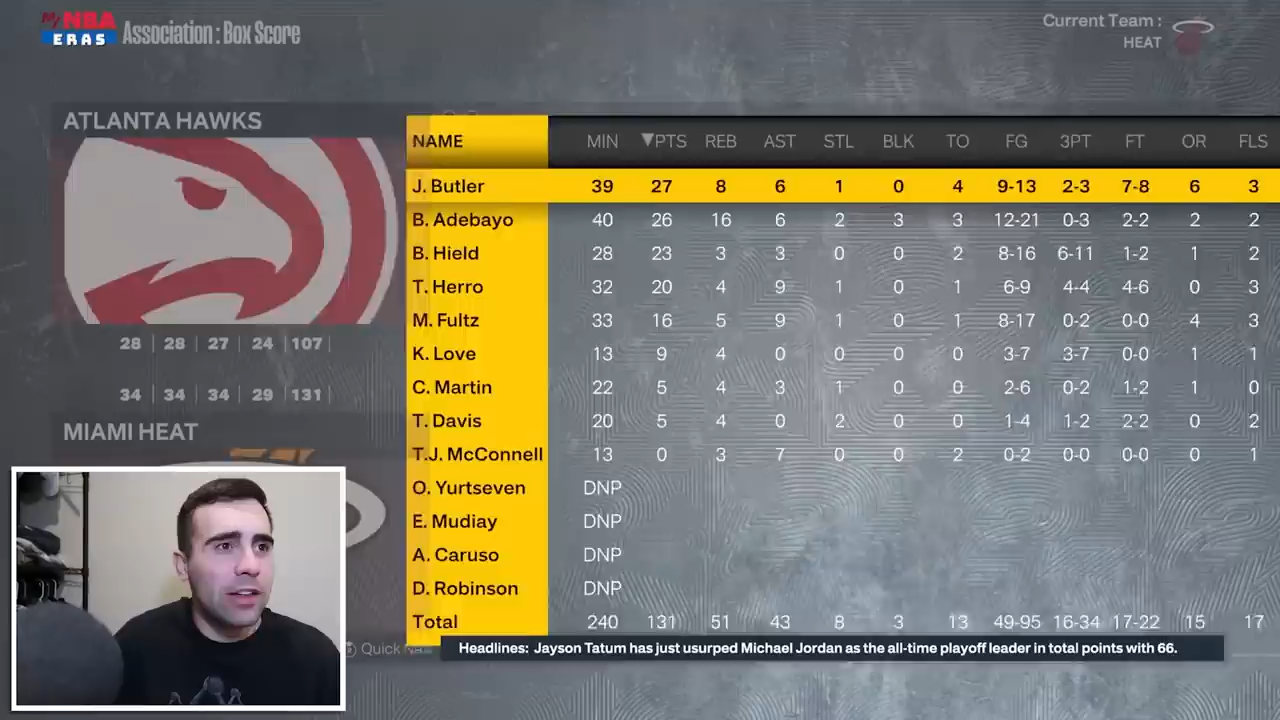 My NBA
ERAS
Association : Box Score
Current Team :
HEAT
ATLANTA HAWKS
28 28 27 24 107
34 34 34 29 131
MIAMI HEAT
NAME MIN ▼PTS REB AST STL BLK TO FG 3PT FT OR FLS
J. Butler 39 27 8 6 1 0 4 9-13 2-3 7-8 6 3
B. Adebayo 40 26 16 6 2 3 3 12-21 0-3 2-2 2 2
B. Hield 28 23 3 3 0 0 2 8-16 6-11 1-2 1 2
T. Herro 32 20 4 9 1 0 1 6-9 4-4 4-6 0 3
M. Fultz 33 16 5 9 1 0 1 8-17 0-2 0-0 4 3
K. Love 13 9 4 0 0 0 0 3-7 3-7 0-0 1 1
C. Martin 22 5 4 3 1 0 0 2-6 0-2 1-2 1 0
T. Davis 20 5 4 0 2 0 0 1-4 1-2 2-2 0 2
T.J. McConnell 13 0 3 7 0 0 2 0-2 0-0 0-0 0 1
O. Yurtseven DNP
E. Mudiay DNP
A. Caruso DNP
D. Robinson DNP
Total 240 131 51 43 8 3 13 49-95 16-34 17-22 15 17
Quick
Headlines: Jayson Tatum has just usurped Michael Jordan as the all-time playoff leader in total points with 66.